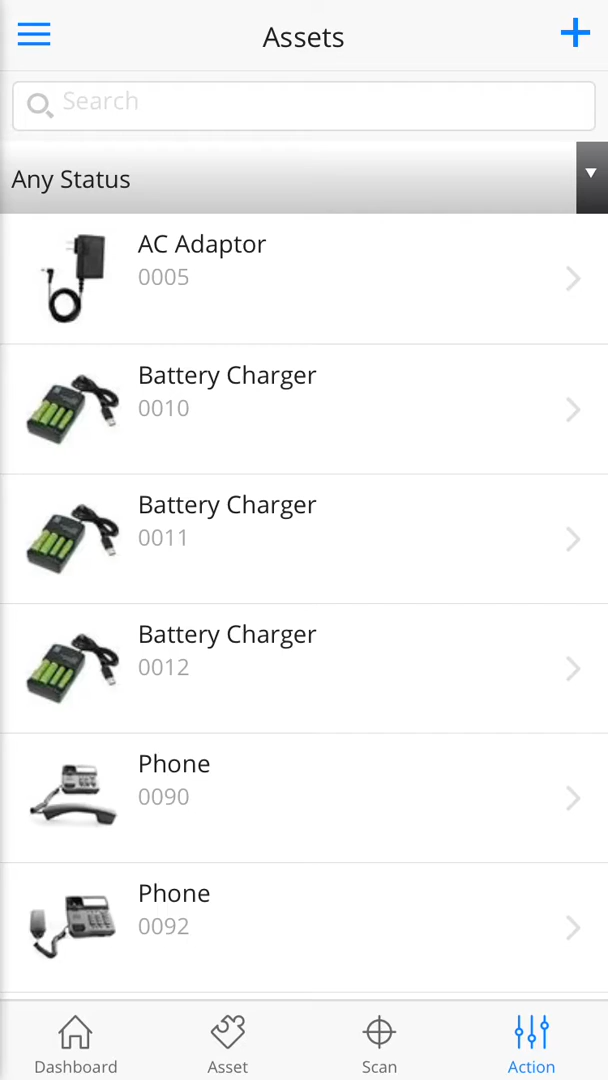 Assets
Search
Any Status
AC Adaptor
0005
Battery Charger
0010
Battery Charger
0011
Battery Charger
0012
Phone
0090
Phone
0092
Dashboard
Asset
Scan
Action